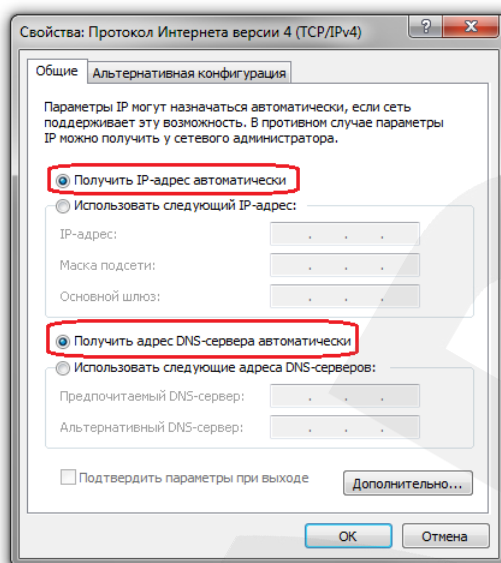 Свойства: Протокол Интернета версии 4 (TCP/IPv4)
Общие
Альтернативная конфигурация
Параметры IP могут назначаться автоматически, если сеть
поддерживает эту возможность. В противном случае параметры
IP можно получить у сетевого администратора.
Получить IP-адрес автоматически
Использовать следующий IP-адрес:
IP-адрес:
Маска подсети:
Основной шлюз:
Получить адрес DNS-сервера автоматически
Использовать следующие адреса DNS-серверов:
Предпочитаемый DNS-сервер:
Альтернативный DNS-сервер:
Подтвердить параметры при выходе
Дополнительно...
ОК
Отмена